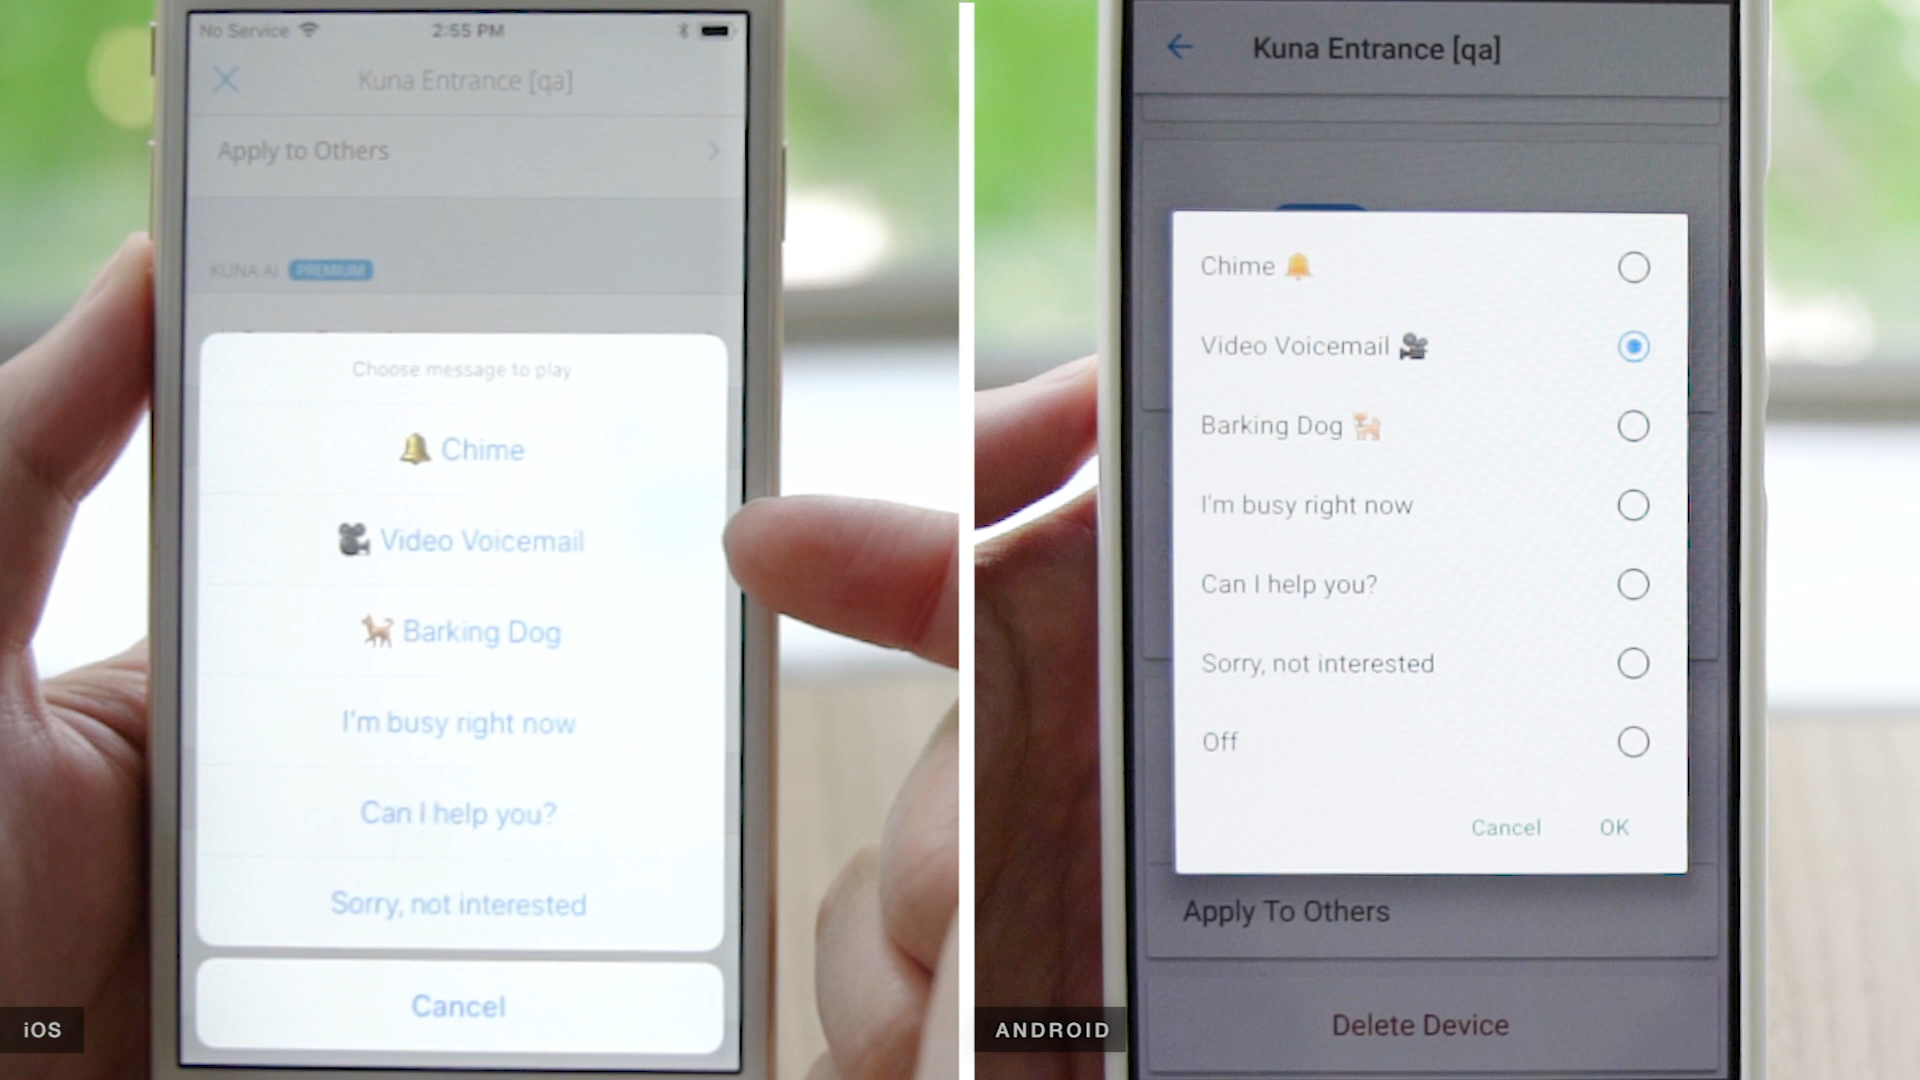 No Service
2:55 PM
Kuna Entrance [qa]
Apply to Others
KUNA AI PREMIUM
Choose message to play
🔔 Chime
🎥 Video Voicemail
🐕 Barking Dog
I'm busy right now
Can I help you?
Sorry, not interested
Cancel
iOS
Kuna Entrance [qa]
Chime 🔔
Video Voicemail 🎥
Barking Dog 🐕
I'm busy right now
Can I help you?
Sorry, not interested
Off
Cancel OK
Apply To Others
Delete Device
ANDROID